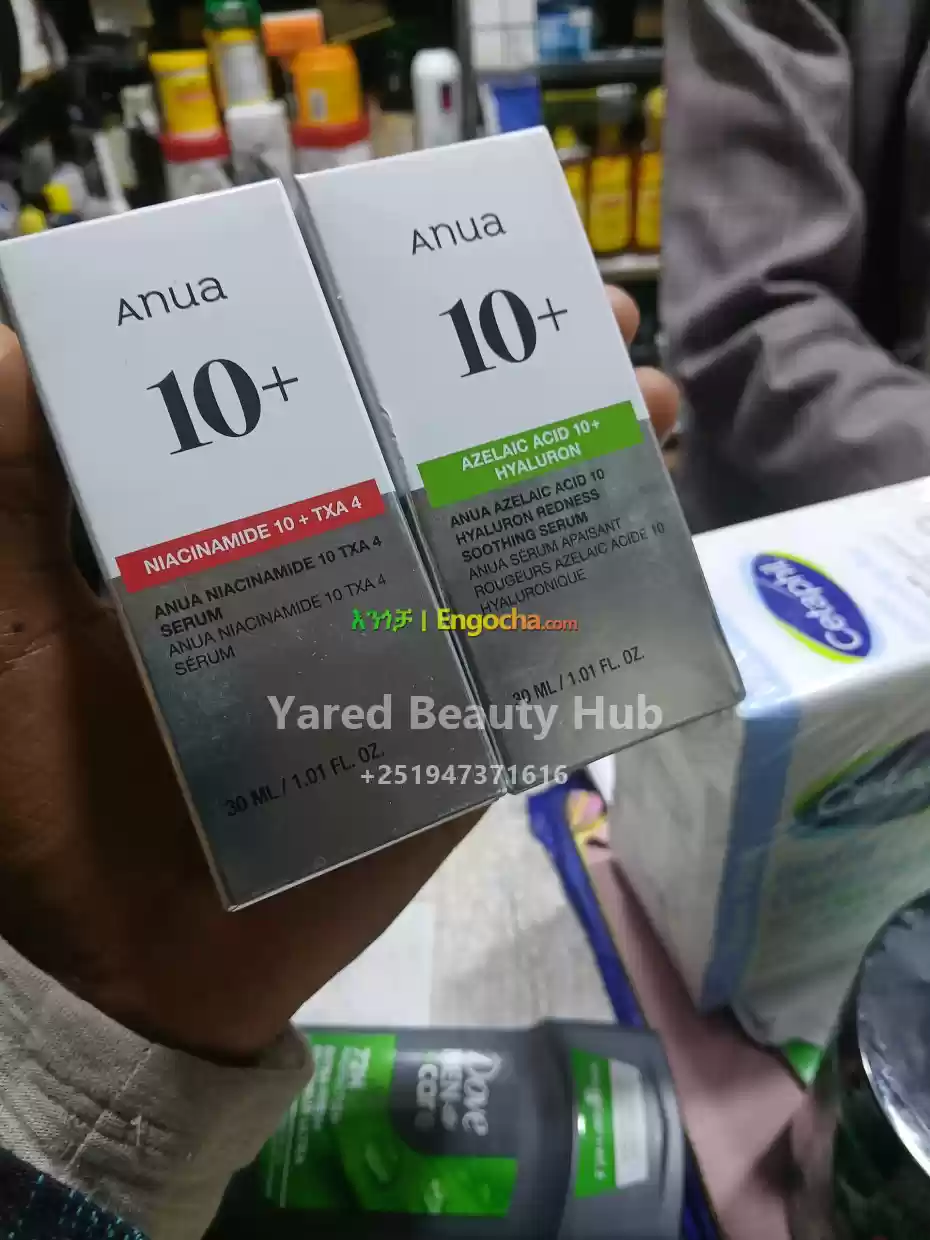 Anua
10+
NIACINAMIDE 10 + TXA 4
ANUA NIACINAMIDE 10 TXA 4
SERUM
ANUA NIACINAMIDE 10 TXA 4
SÉRUM
30 ML / 1.01 FL. OZ.
Anua
10+
AZELAIC ACID 10+
HYALURON
ANUA AZELAIC ACID 10
HYALURON REDNESS
SOOTHING SERUM
ANUA SÉRUM APAISANT
ROUGEURS AZELAIC ACIDE 10
HYALURONIQUE
30 ML / 1.01 FL. OZ.
እንጎቻ | Engocha.com
Yared Beauty Hub
+251947371616
Cetaphil
Dove
MEN
+care